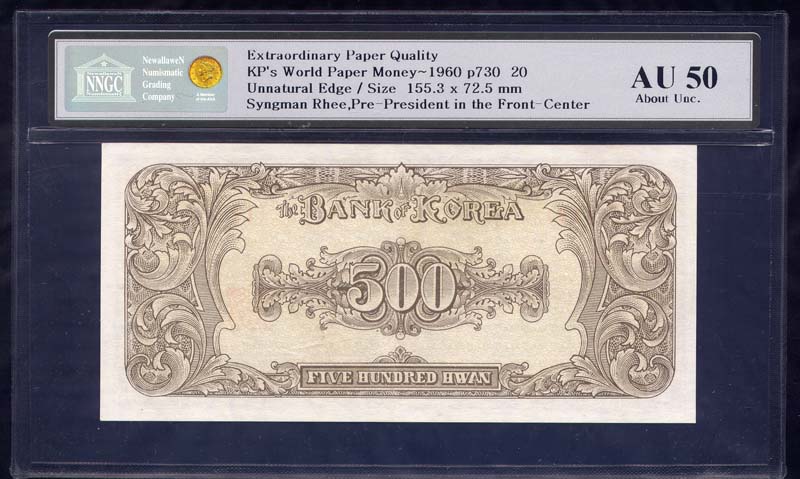 NewallaweN
Numismatic
Grading
Company
NNGC
Extraordinary Paper Quality
KP's World Paper Money~1960 p730 20
Unnatural Edge / Size 155.3 x 72.5 mm
Syngman Rhee,Pre-President in the Front-Center
AU 50
About Unc.
The BANK of KOREA
500
FIVE HUNDRED HWAN